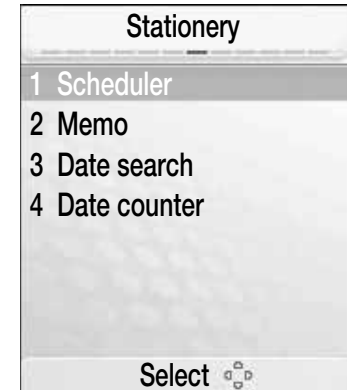 Stationery
1 Scheduler
2 Memo
3 Date search
4 Date counter
Select